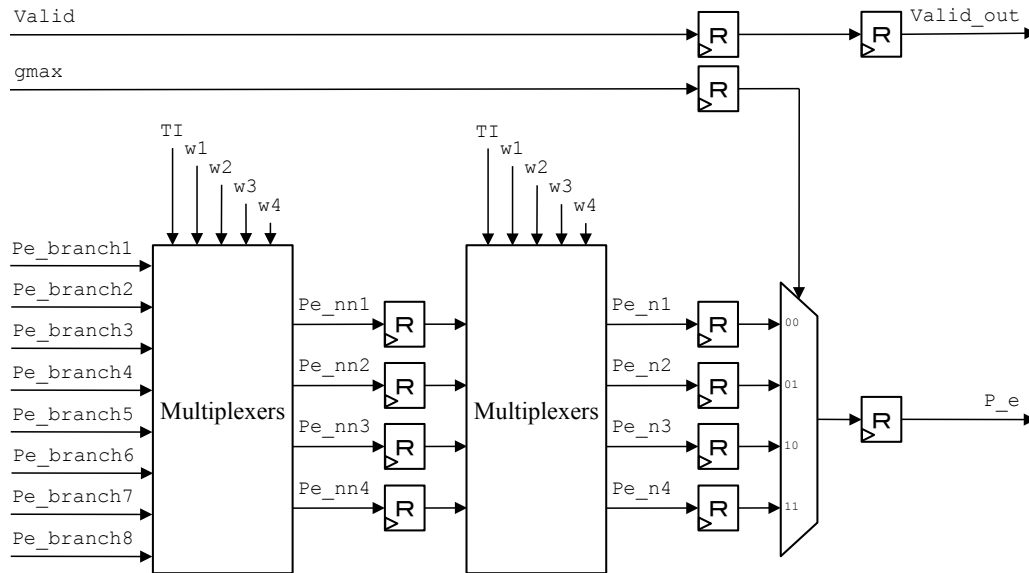 Valid
R
R
Valid_out
gmax
R
TI
w1
w2
w3
w4
TI
w1
w2
w3
w4
Pe_branch1
Pe_branch2
Pe_branch3
Pe_branch4
Pe_branch5
Pe_branch6
Pe_branch7
Pe_branch8
Multiplexers
Pe_nn1
R
Pe_nn2
R
Pe_nn3
R
Pe_nn4
R
Multiplexers
Pe_n1
R
Pe_n2
R
Pe_n3
R
Pe_n4
R
00
01
10
11
R
P_e